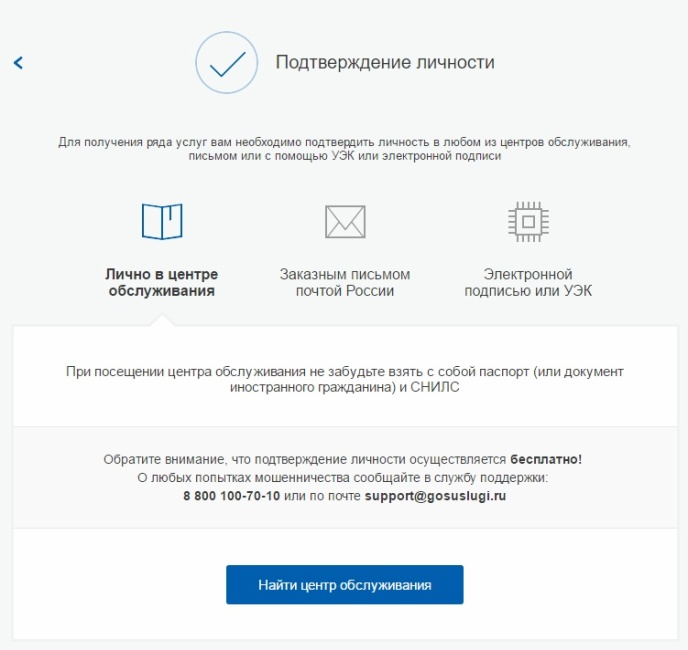 Подтверждение личности
Для получения ряда услуг вам необходимо подтвердить личность в любом из центров обслуживания,
письмом или с помощью УЭК или электронной подписи
Лично в центре
обслуживания
Заказным письмом
почтой России
Электронной
подписью или УЭК
При посещении центра обслуживания не забудьте взять с собой паспорт (или документ
иностранного гражданина) и СНИЛС
Обратите внимание, что подтверждение личности осуществляется бесплатно!
О любых попытках мошенничества сообщайте в службу поддержки:
8 800 100-70-10 или по почте support@gosuslugi.ru
Найти центр обслуживания